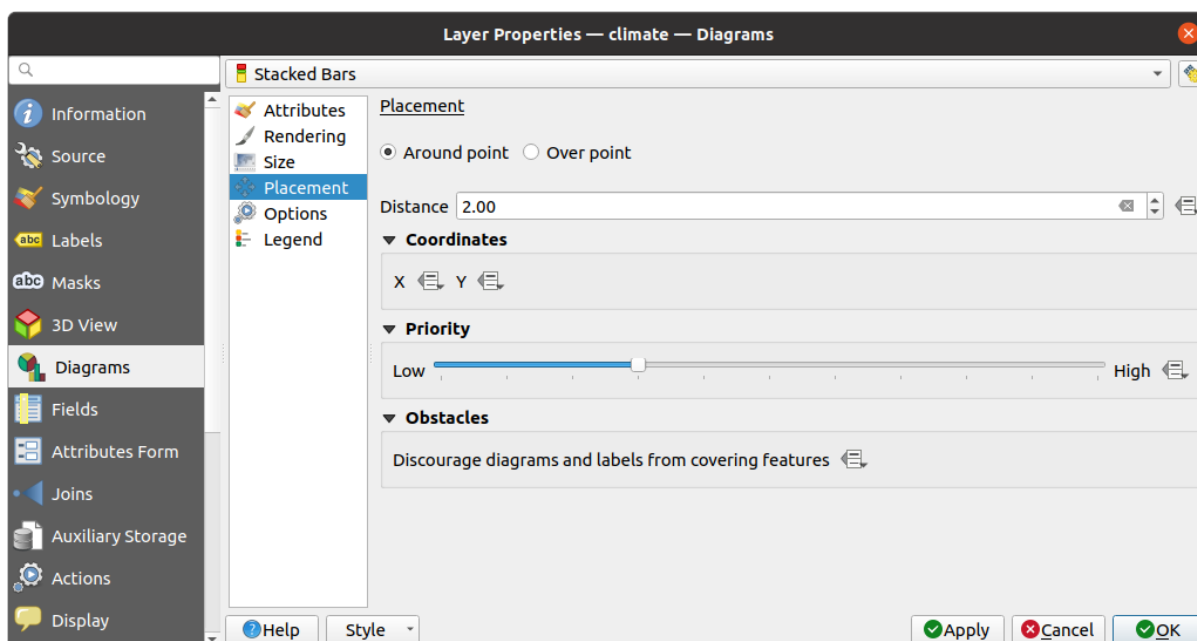 Layer Properties — climate — Diagrams
Stacked Bars
Information
Source
Symbology
abc Labels
abc Masks
3D View
Diagrams
Fields
Attributes Form
Joins
Auxiliary Storage
Actions
Display
Attributes
Rendering
Size
Placement
Options
Legend
Placement
Around point Over point
Distance 2.00
Coordinates
X Y
Priority
Low High
Obstacles
Discourage diagrams and labels from covering features
Help Style Apply Cancel OK